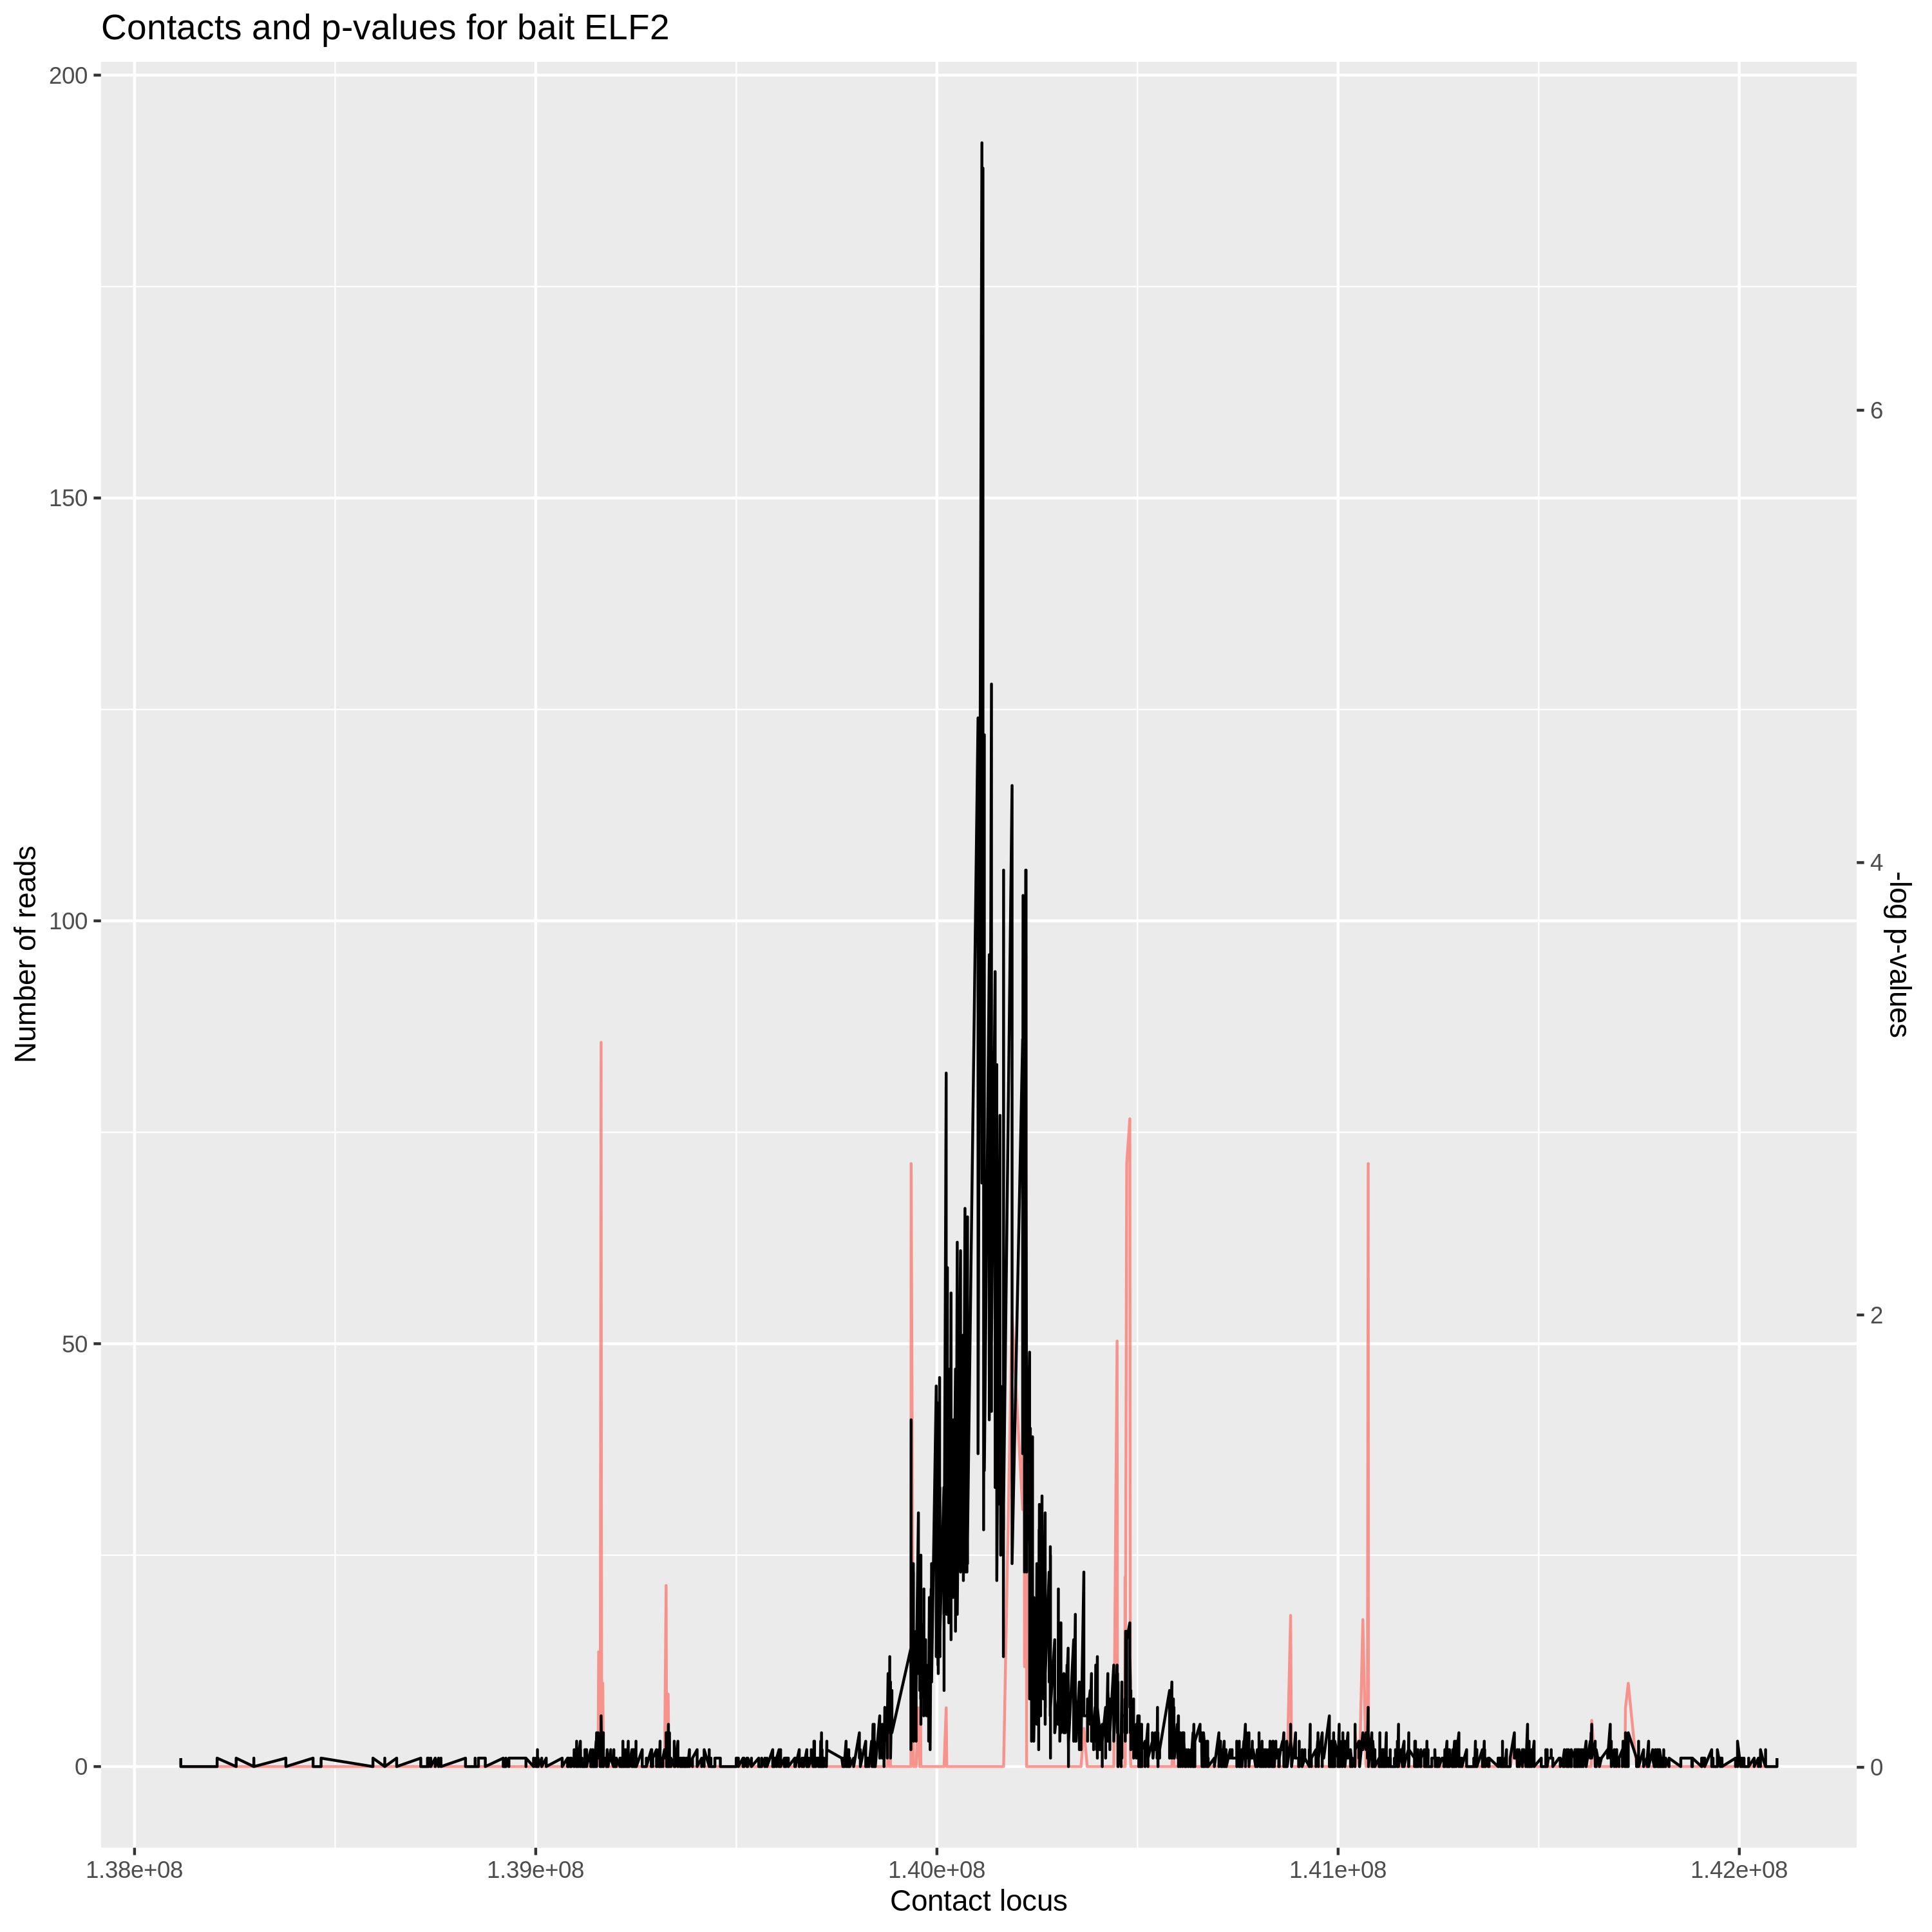 Contacts and p-values for bait ELF2
200
150
100
50
0
Number of reads
6
4
2
0
-log p-values
1.38e+08
1.39e+08
1.40e+08
1.41e+08
1.42e+08
Contact locus